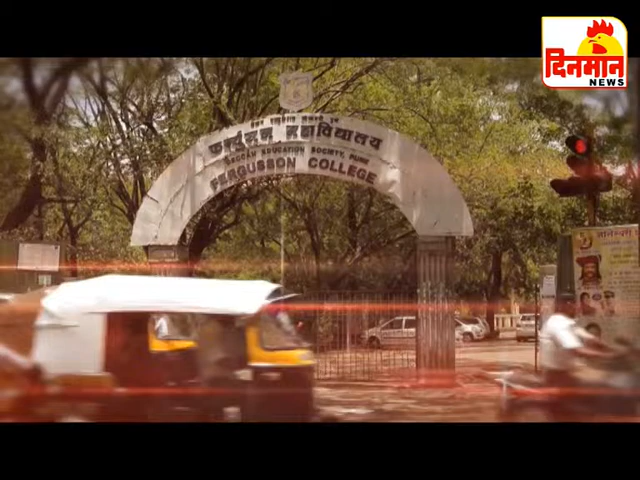 दिनमान
NEWS
फर्ग्युसन महाविद्यालय
DECCAN EDUCATION SOCIETY, PUNE
FERGUSSON COLLEGE